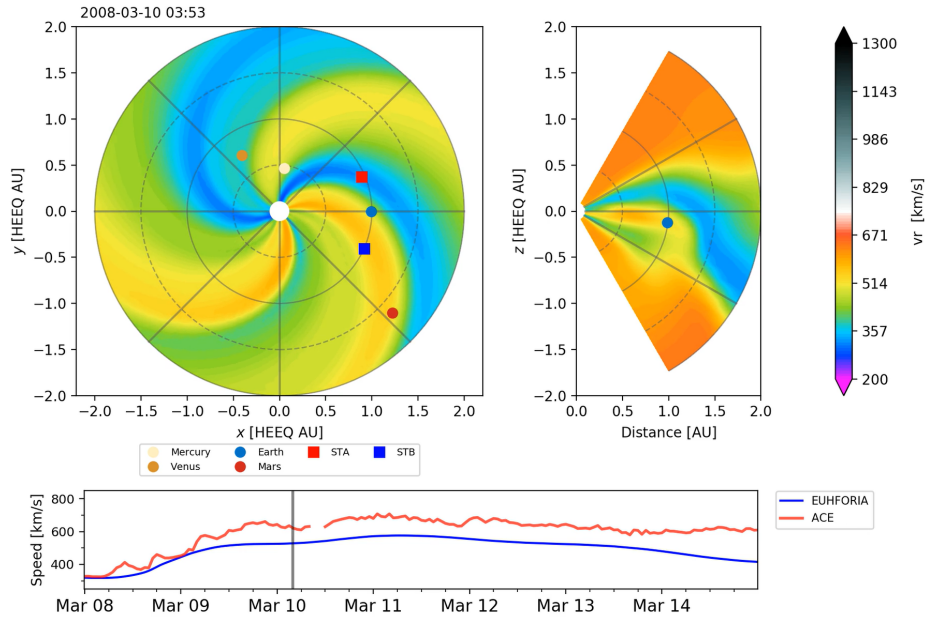 2008-03-10 03:53
2.0
1.5
1.0
0.5
0.0
−0.5
−1.0
−1.5
−2.0
y [HEEQ AU]
−2.0 −1.5 −1.0 −0.5 0.0 0.5 1.0 1.5 2.0
x [HEEQ AU]
2.0
1.5
1.0
0.5
0.0
−0.5
−1.0
−1.5
−2.0
z [HEEQ AU]
0.0 0.5 1.0 1.5 2.0
Distance [AU]
1300
1143
986
829
671
514
357
200
vr [km/s]
Mercury Earth STA STB
Venus Mars
800
600
400
Speed [km/s]
Mar 08 Mar 09 Mar 10 Mar 11 Mar 12 Mar 13 Mar 14
EUHFORIA
ACE